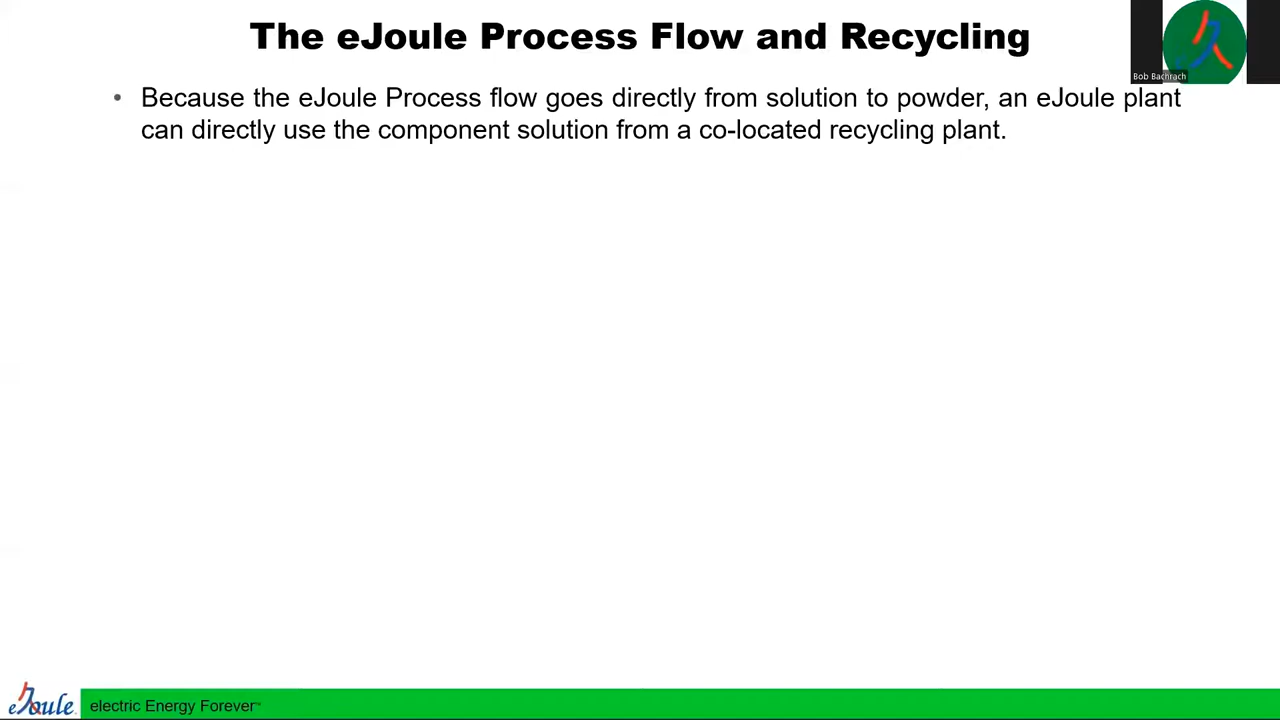 The eJoule Process Flow and Recycling
Bob Bachrach
• Because the eJoule Process flow goes directly from solution to powder, an eJoule plant
can directly use the component solution from a co-located recycling plant.
eJoule
electric Energy Forever™